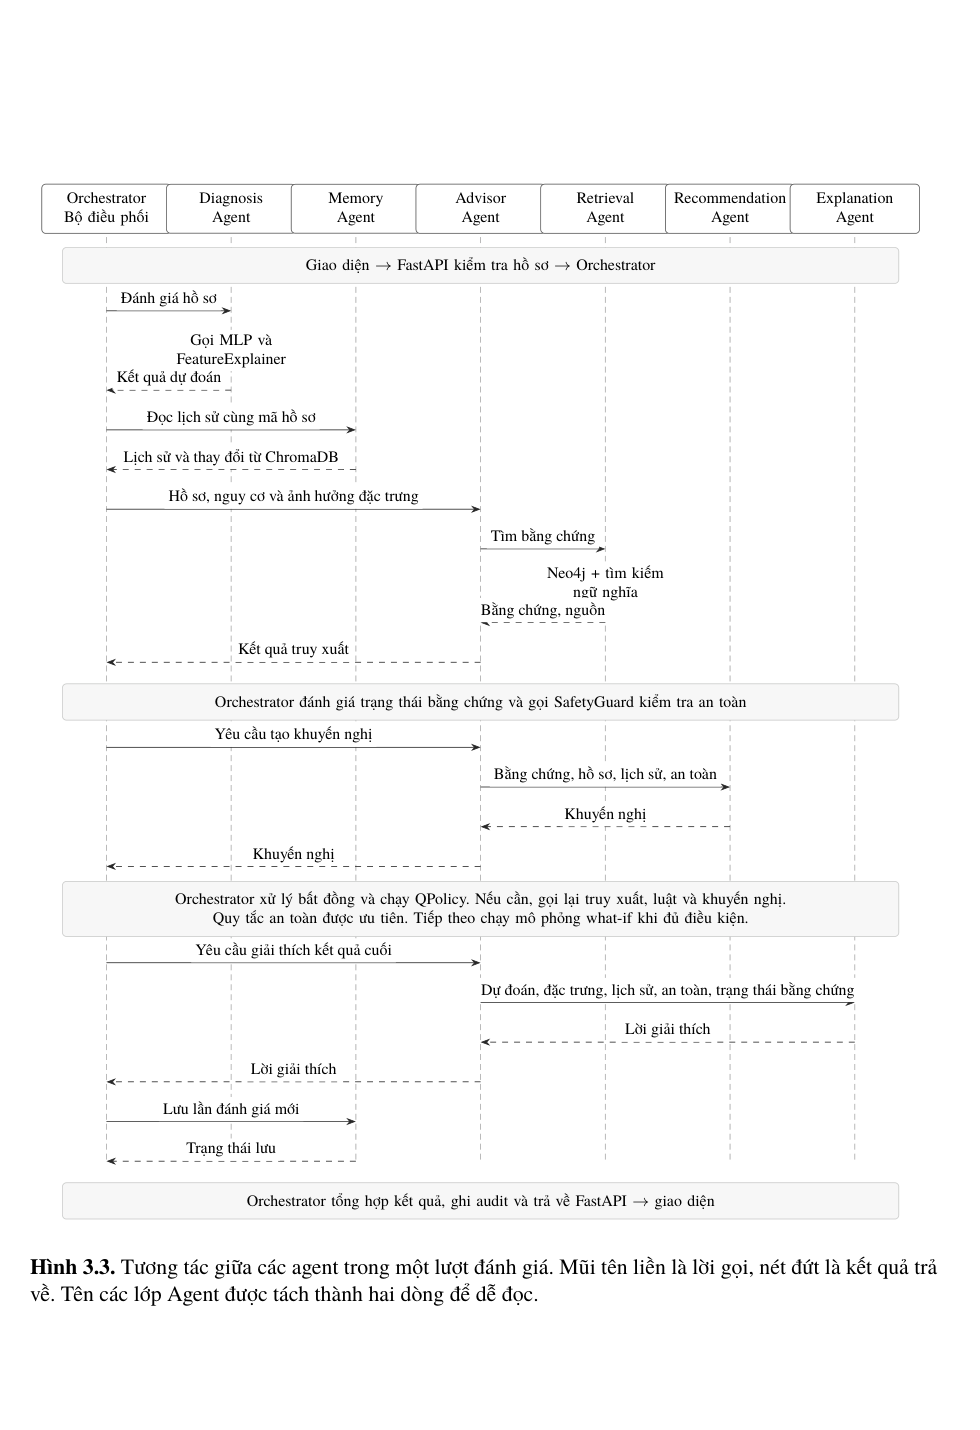 Orchestrator
Bộ điều phối
Diagnosis
Agent
Memory
Agent
Advisor
Agent
Retrieval
Agent
Recommendation
Agent
Explanation
Agent
Giao diện → FastAPI kiểm tra hồ sơ → Orchestrator
Đánh giá hồ sơ
Gọi MLP và
FeatureExplainer
Kết quả dự đoán
Đọc lịch sử cùng mã hồ sơ
Lịch sử và thay đổi từ ChromaDB
Hồ sơ, nguy cơ và ảnh hưởng đặc trưng
Tìm bằng chứng
Neo4j + tìm kiếm
ngữ nghĩa
Bằng chứng, nguồn
Kết quả truy xuất
Orchestrator đánh giá trạng thái bằng chứng và gọi SafetyGuard kiểm tra an toàn
Yêu cầu tạo khuyến nghị
Bằng chứng, hồ sơ, lịch sử, an toàn
Khuyến nghị
Khuyến nghị
Orchestrator xử lý bất đồng và chạy QPolicy. Nếu cần, gọi lại truy xuất, luật và khuyến nghị.
Quy tắc an toàn được ưu tiên. Tiếp theo chạy mô phỏng what-if khi đủ điều kiện.
Yêu cầu giải thích kết quả cuối
Dự đoán, đặc trưng, lịch sử, an toàn, trạng thái bằng chứng
Lời giải thích
Lời giải thích
Lưu lần đánh giá mới
Trạng thái lưu
Orchestrator tổng hợp kết quả, ghi audit và trả về FastAPI → giao diện
Hình 3.3. Tương tác giữa các agent trong một lượt đánh giá. Mũi tên liền là lời gọi, nét đứt là kết quả trả
về. Tên các lớp Agent được tách thành hai dòng để dễ đọc.